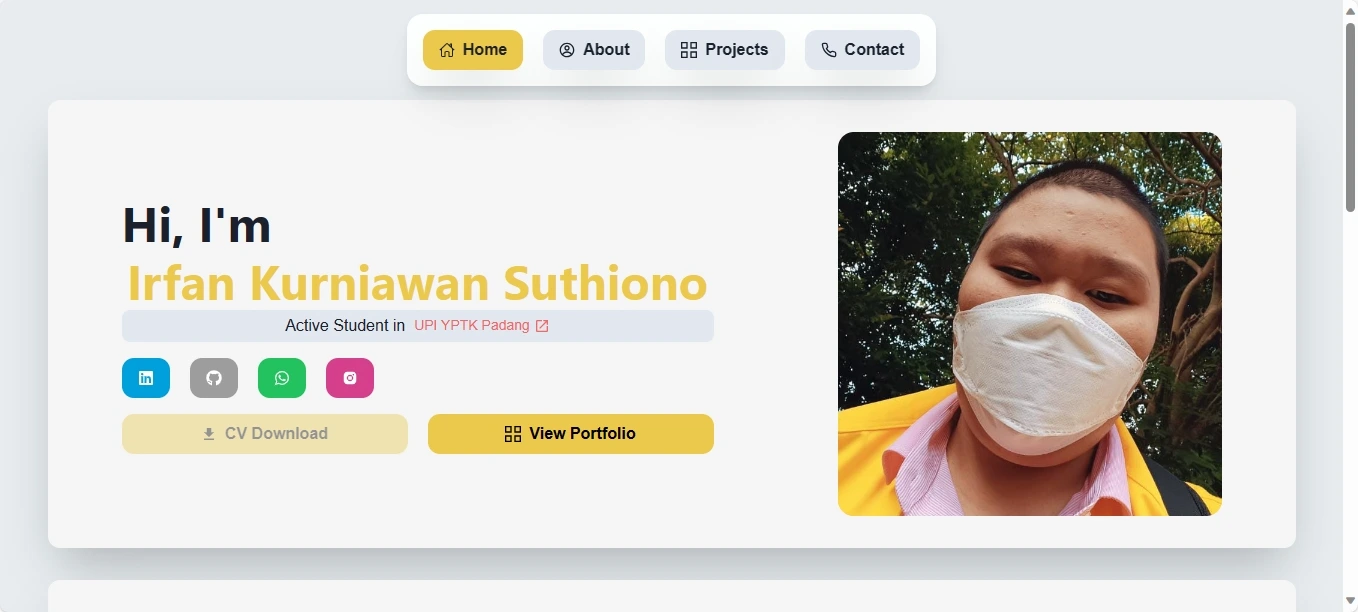 Home About Projects Contact
Hi, I'm
Irfan Kurniawan Suthiono
Active Student in UPI YPTK Padang
CV Download View Portfolio